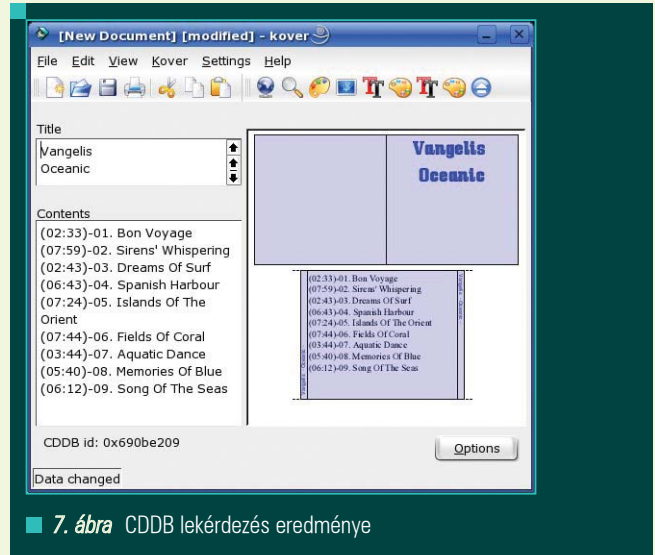 [New Document] [modified] - kover
File Edit View Kover Settings Help
Title
Vangelis
Oceanic
Contents
(02:33)-01. Bon Voyage
(07:59)-02. Sirens' Whispering
(02:43)-03. Dreams Of Surf
(06:43)-04. Spanish Harbour
(07:24)-05. Islands Of The
Orient
(07:44)-06. Fields Of Coral
(03:44)-07. Aquatic Dance
(05:40)-08. Memories Of Blue
(06:12)-09. Song Of The Seas
Vangelis
Oceanic
(02:33)-01. Bon Voyage
(07:59)-02. Sirens' Whispering
(02:43)-03. Dreams Of Surf
(06:43)-04. Spanish Harbour
(07:24)-05. Islands Of The Orient
(07:44)-06. Fields Of Coral
(03:44)-07. Aquatic Dance
(05:40)-08. Memories Of Blue
(06:12)-09. Song Of The Seas
Vangelis - Oceanic
Vangelis - Oceanic
CDDB id: 0x690be209
Options
Data changed
7. ábra CDDB lekérdezés eredménye